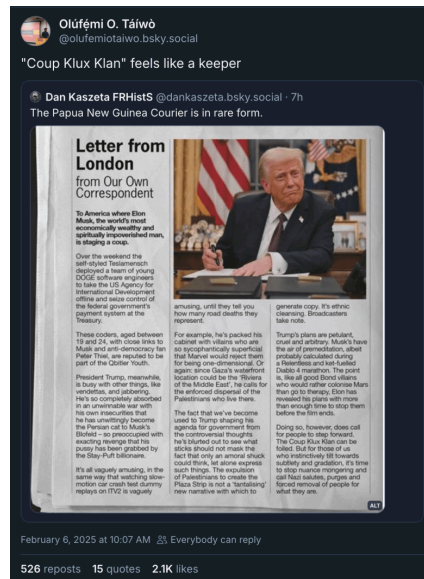 Olúfẹ́mi O. Táíwò
@olufemiotaiwo.bsky.social
"Coup Klux Klan" feels like a keeper
Dan Kaszeta FRHistS @dankaszeta.bsky.social · 7h
The Papua New Guinea Courier is in rare form.
Letter from
London
from Our Own
Correspondent
To America where Elon
Musk, the world's most
economically wealthy and
spiritually impoverished man,
is staging a coup.
Over the weekend the
self-styled Teslamensch
deployed a team of young
DOGE software engineers
to take the US Agency for
International Development
offline and seize control of
the federal government's
payment system at the
Treasury.
These coders, aged between
19 and 24, with close links to
Musk and anti-democracy fan
Peter Thiel, are reputed to be
part of the Qbitler Youth.
President Trump, meanwhile,
is busy with other things, like
vendettas, and jabbering.
He's so completely absorbed
in an unwinnable war with
his own insecurities that
he has unwittingly become
the Persian cat to Musk's
Blofeld – so preoccupied with
exacting revenge that his
pussy has been grabbed by
the Stay-Puft billionaire.
It's all vaguely amusing, in the
same way that watching slow-
motion car crash test dummy
replays on ITV2 is vaguely
amusing, until they tell you
how many road deaths they
represent.
For example, he's packed his
cabinet with villains who are
so sycophantically superficial
that Marvel would reject them
for being one-dimensional. Or
again: since Gaza's waterfront
location could be the 'Riviera
of the Middle East', he calls for
the enforced dispersal of the
Palestinians who live there.
The fact that we've become
used to Trump shaping his
agenda for government from
the controversial thoughts
he's blurted out to see what
sticks should not mask the
fact that only an amoral shuck
could think, let alone express
such things. The expulsion
of Palestinians to create the
Plaza Strip is not a 'tantalising'
new narrative with which to
generate copy. It's ethnic
cleansing. Broadcasters
take note.
Trump's plans are petulant,
cruel and arbitrary. Musk's have
the air of premeditation, albeit
probably calculated during
a Relentless and ket-fuelled
Diablo 4 marathon. The point
is, like all good Bond villains
who would rather colonise Mars
than go to therapy, Elon has
revealed his plans with more
than enough time to stop them
before the film ends.
Doing so, however, does call
for people to step forward.
The Coup Klux Klan can be
foiled. But for those of us
who instinctively tilt towards
subtlety and gradation, it's time
to stop nuance mongering and
call Nazi salutes, purges and
forced removal of people for
what they are.
ALT
February 6, 2025 at 10:07 AM Everybody can reply
526 reposts 15 quotes 2.1K likes